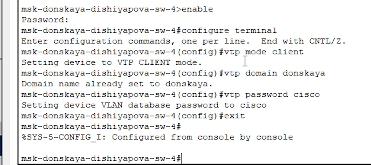 msk-donskaya-dishiyapova-sw-4>enable
Password:
msk-donskaya-dishiyapova-sw-4#configure terminal
Enter configuration commands, one per line.  End with CNTL/Z.
msk-donskaya-dishiyapova-sw-4(config)#vtp mode client
Setting device to VTP CLIENT mode.
msk-donskaya-dishiyapova-sw-4(config)#vtp domain donskaya
Domain name already set to donskaya.
msk-donskaya-dishiyapova-sw-4(config)#vtp password cisco
Setting device VLAN database password to cisco
msk-donskaya-dishiyapova-sw-4(config)#exit
msk-donskaya-dishiyapova-sw-4#
%SYS-5-CONFIG_I: Configured from console by console
msk-donskaya-dishiyapova-sw-4#